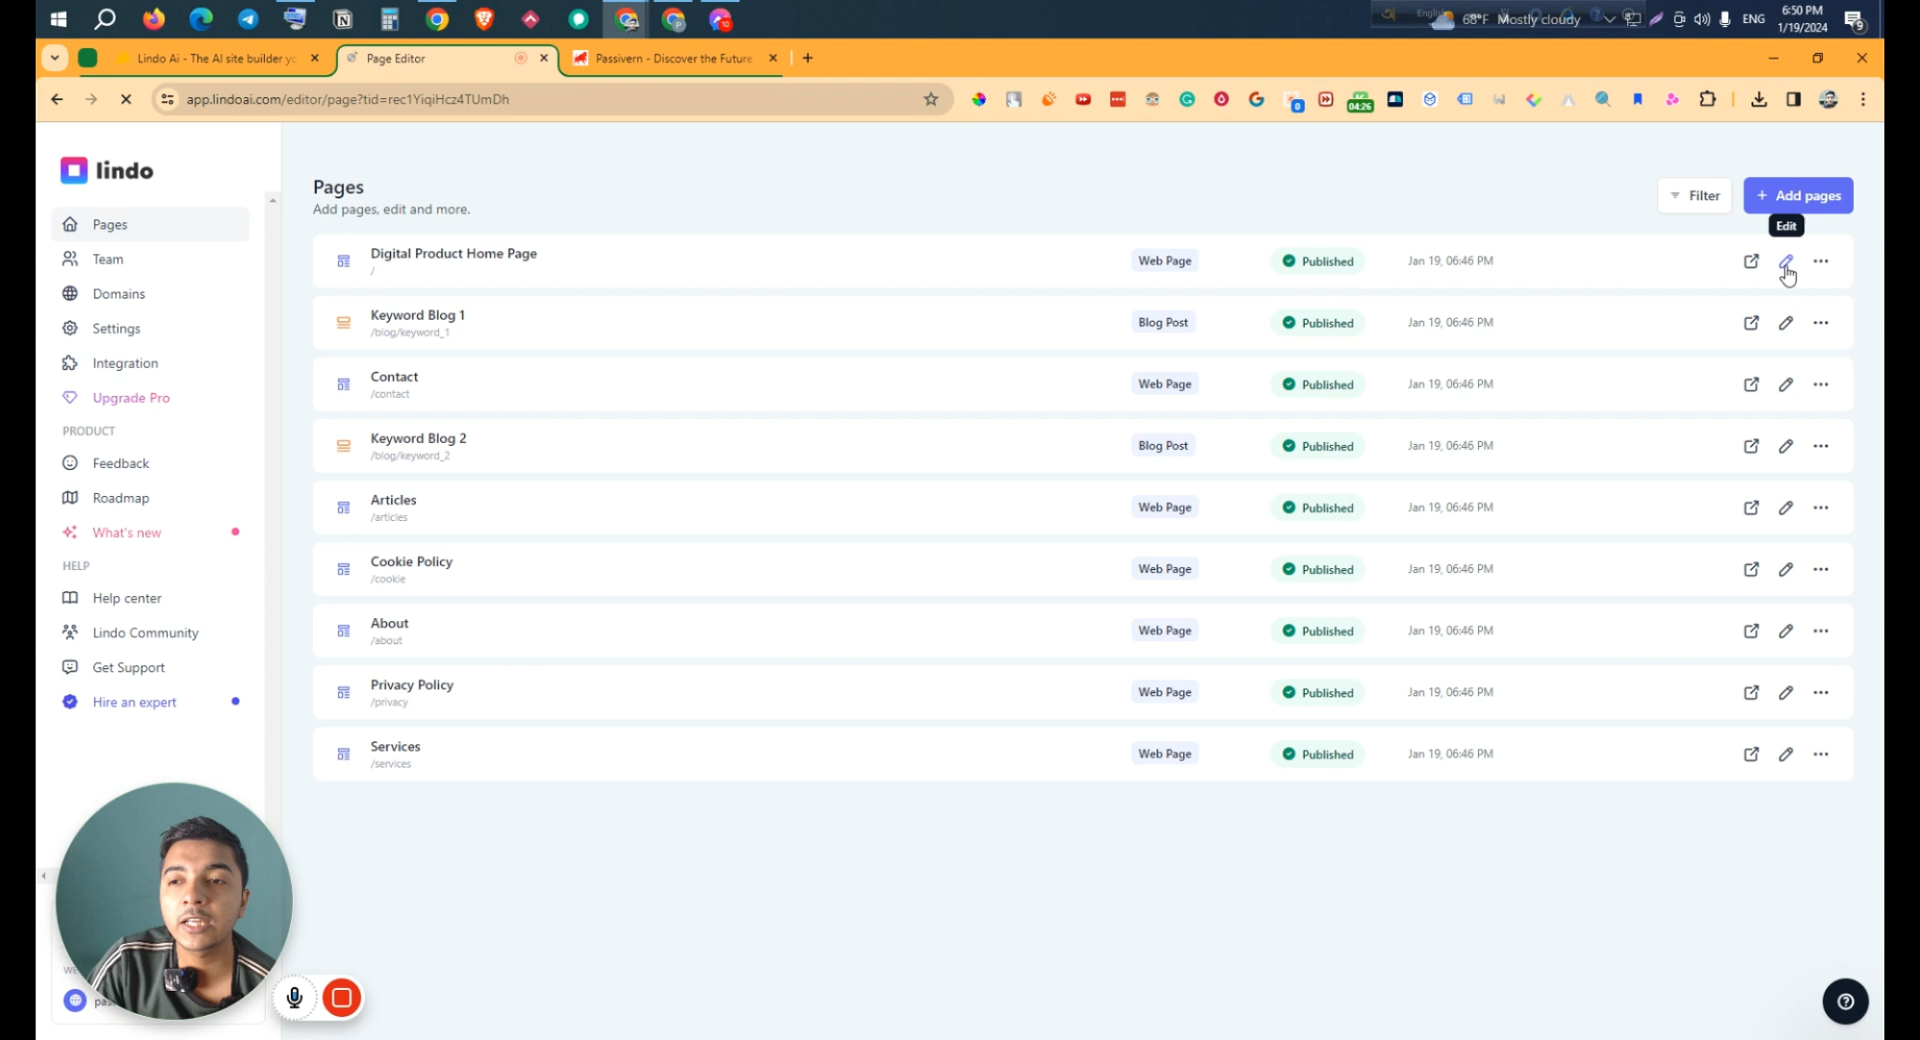 68°F Mostly cloudy
ENG
6:50 PM
1/19/2024
9
10
Lindo Ai - The AI site builder yo
Page Editor
Passivern - Discover the Future
app.lindoai.com/editor/page?tid=rec1YiqiHcz4TUmDh
0
04:26
lindo
Pages
Team
Domains
Settings
Integration
Upgrade Pro
PRODUCT
Feedback
Roadmap
What's new
HELP
Help center
Lindo Community
Get Support
Hire an expert
Pages
Add pages, edit and more.
Filter
+ Add pages
Edit
Digital Product Home Page
/
Web Page
Published
Jan 19, 06:46 PM
Keyword Blog 1
/blog/keyword_1
Blog Post
Published
Jan 19, 06:46 PM
Contact
/contact
Web Page
Published
Jan 19, 06:46 PM
Keyword Blog 2
/blog/keyword_2
Blog Post
Published
Jan 19, 06:46 PM
Articles
/articles
Web Page
Published
Jan 19, 06:46 PM
Cookie Policy
/cookie
Web Page
Published
Jan 19, 06:46 PM
About
/about
Web Page
Published
Jan 19, 06:46 PM
Privacy Policy
/privacy
Web Page
Published
Jan 19, 06:46 PM
Services
/services
Web Page
Published
Jan 19, 06:46 PM